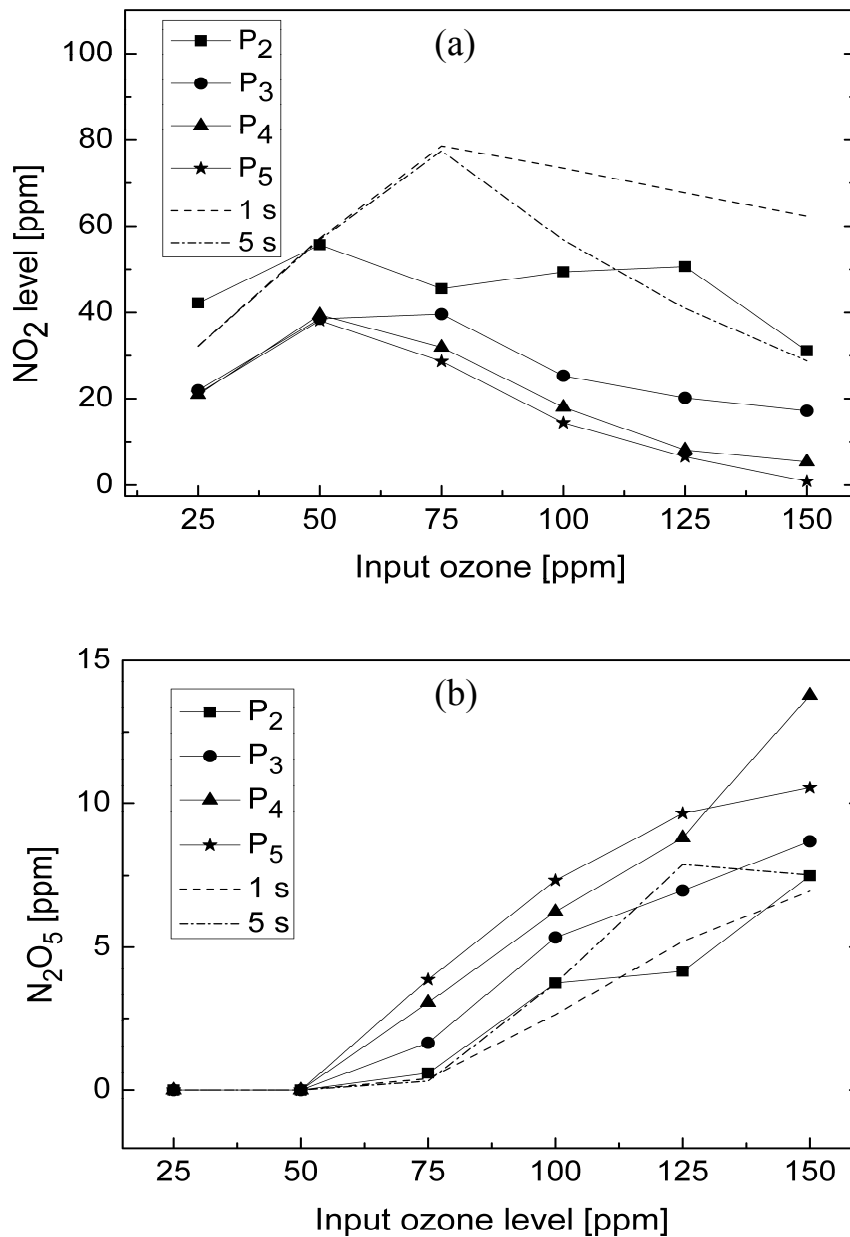 (a)
P2
P3
P4
P5
1 s
5 s
100
80
60
40
20
0
NO2 level [ppm]
25 50 75 100 125 150
Input ozone [ppm]
(b)
P2
P3
P4
P5
1 s
5 s
15
10
5
0
N2O5 [ppm]
25 50 75 100 125 150
Input ozone level [ppm]